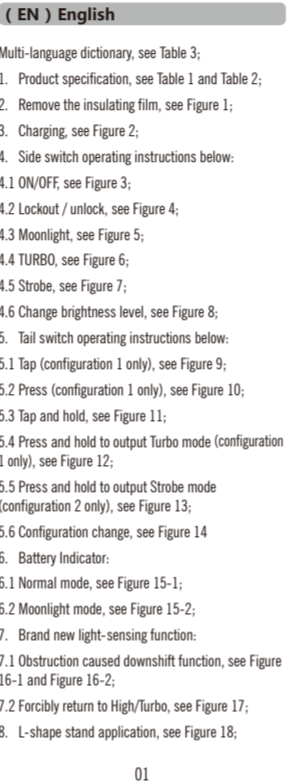 ( EN ) English
Multi-language dictionary, see Table 3;
1. Product specification, see Table 1 and Table 2;
2. Remove the insulating film, see Figure 1;
3. Charging, see Figure 2;
4. Side switch operating instructions below:
4.1 ON/OFF, see Figure 3;
4.2 Lockout / unlock, see Figure 4;
4.3 Moonlight, see Figure 5;
4.4 TURBO, see Figure 6;
4.5 Strobe, see Figure 7;
4.6 Change brightness level, see Figure 8;
5. Tail switch operating instructions below:
5.1 Tap (configuration 1 only), see Figure 9;
5.2 Press (configuration 1 only), see Figure 10;
5.3 Tap and hold, see Figure 11;
5.4 Press and hold to output Turbo mode (configuration
1 only), see Figure 12;
5.5 Press and hold to output Strobe mode
(configuration 2 only), see Figure 13;
5.6 Configuration change, see Figure 14
6. Battery Indicator:
6.1 Normal mode, see Figure 15-1;
6.2 Moonlight mode, see Figure 15-2;
7. Brand new light-sensing function:
7.1 Obstruction caused downshift function, see Figure
16-1 and Figure 16-2;
7.2 Forcibly return to High/Turbo, see Figure 17;
8. L-shape stand application, see Figure 18;
01